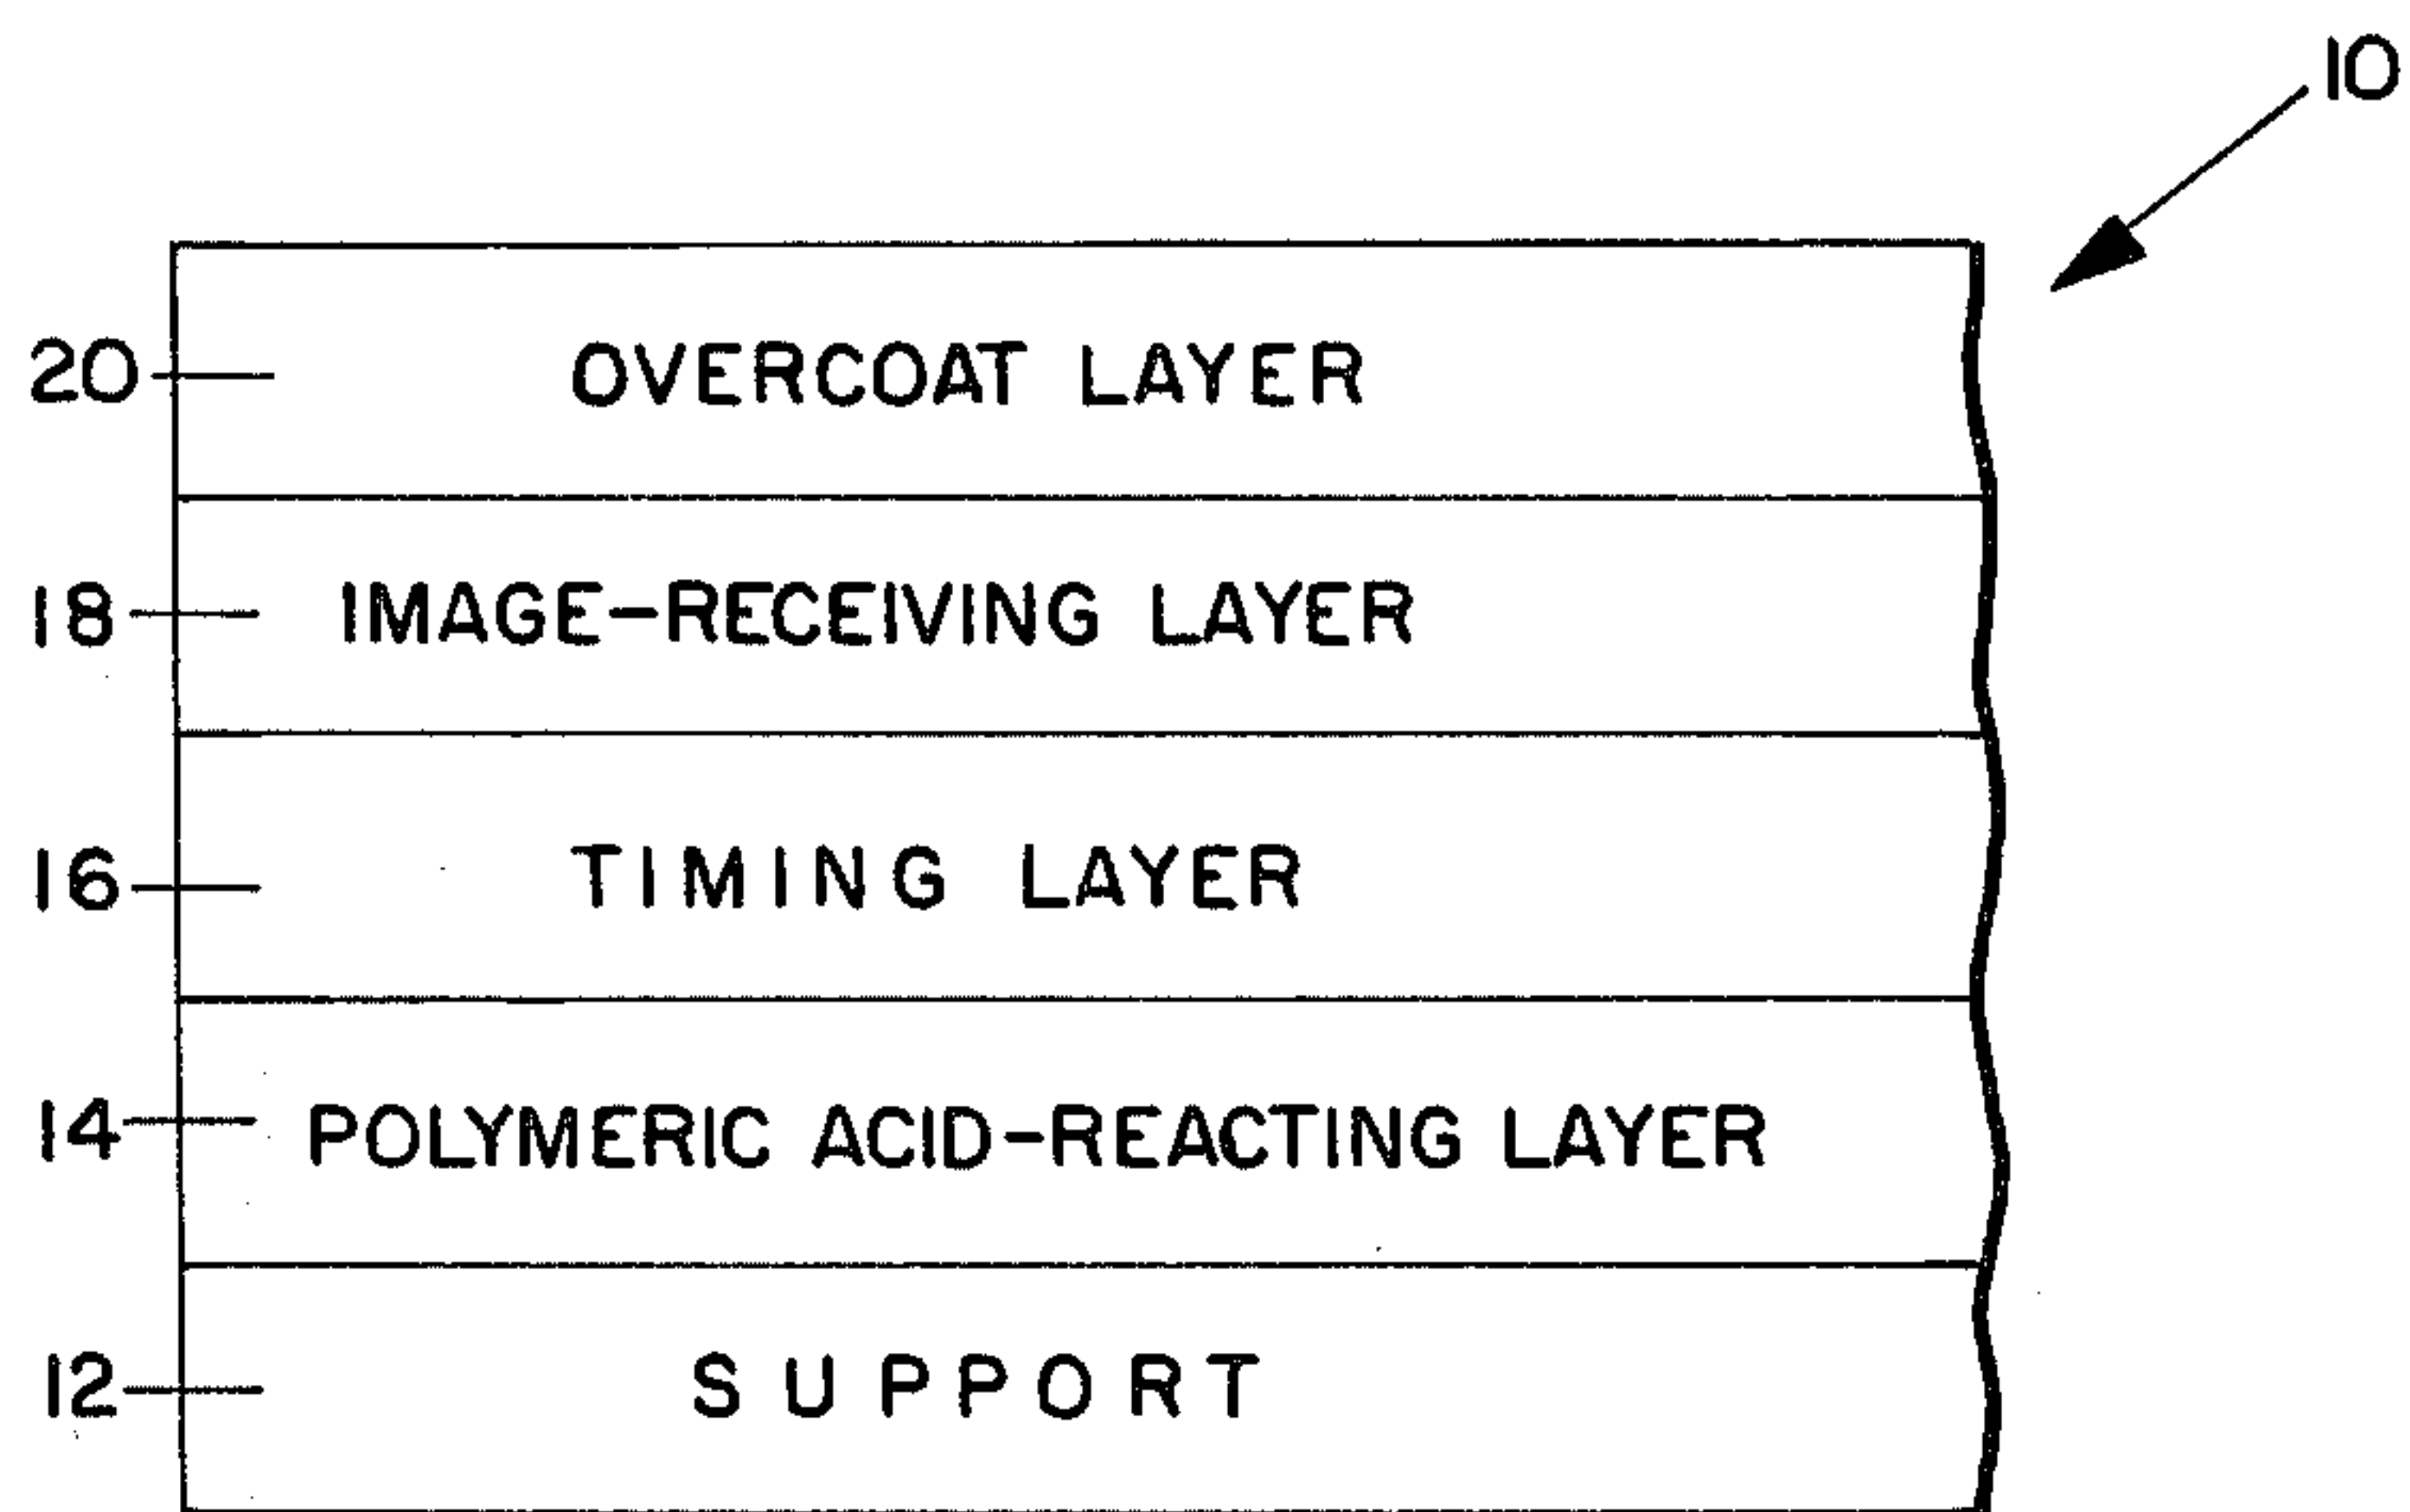 10
20 OVERCOAT LAYER
18 IMAGE-RECEIVING LAYER
16 TIMING LAYER
14 POLYMERIC ACID-REACTING LAYER
12 SUPPORT